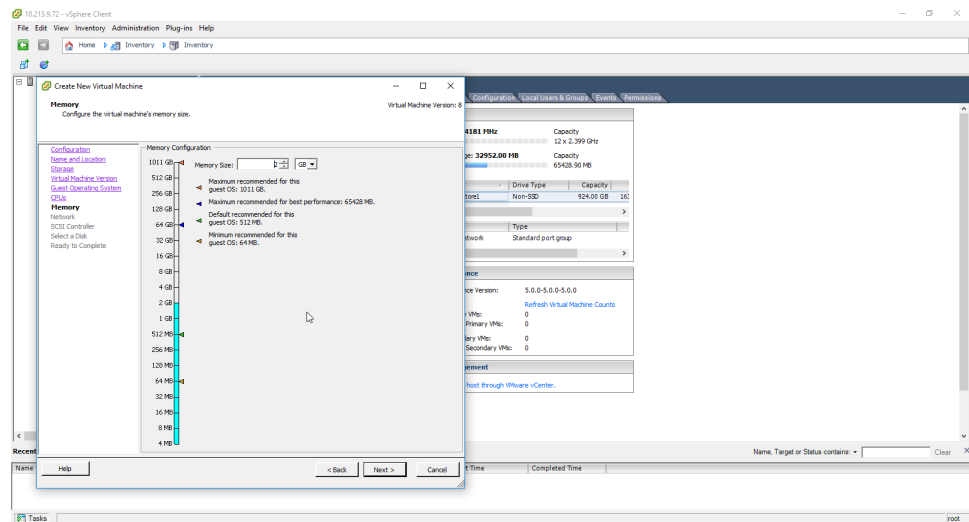 10.213.9.72 - vSphere Client
File Edit View Inventory Administration Plug-ins Help
Home Inventory Inventory
Create New Virtual Machine
Memory
Configure the virtual machine's memory size.
Virtual Machine Version: 8
Configuration
Name and Location
Storage
Virtual Machine Version
Guest Operating System
CPUs
Memory
Network
SCSI Controller
Select a Disk
Ready to Complete
Memory Configuration
1011 GB
512 GB
256 GB
128 GB
64 GB
32 GB
16 GB
8 GB
4 GB
2 GB
1 GB
512 MB
256 MB
128 MB
64 MB
32 MB
16 MB
8 MB
4 MB
Memory Size: 2 GB
Maximum recommended for this
guest OS: 1011 GB.
Maximum recommended for best performance: 65428 MB.
Default recommended for this
guest OS: 512 MB.
Minimum recommended for this
guest OS: 64 MB.
Help < Back Next > Cancel
Configuration Local Users & Groups Events Permissions
4181 MHz Capacity
12 x 2.399 GHz
ge: 32952.00 MB Capacity
65428.90 MB
Drive Type Capacity
tore1 Non-SSD 924.00 GB 163
Type
etwork Standard port group
ance
nce Version: 5.0.0-5.0.0-5.0.0
Refresh Virtual Machine Counts
y VMs: 0
Primary VMs: 0
dary VMs: 0
Secondary VMs: 0
gement
host through VMware vCenter.
Recent
Name, Target or Status contains: Clear
Name t Time Completed Time
Tasks root